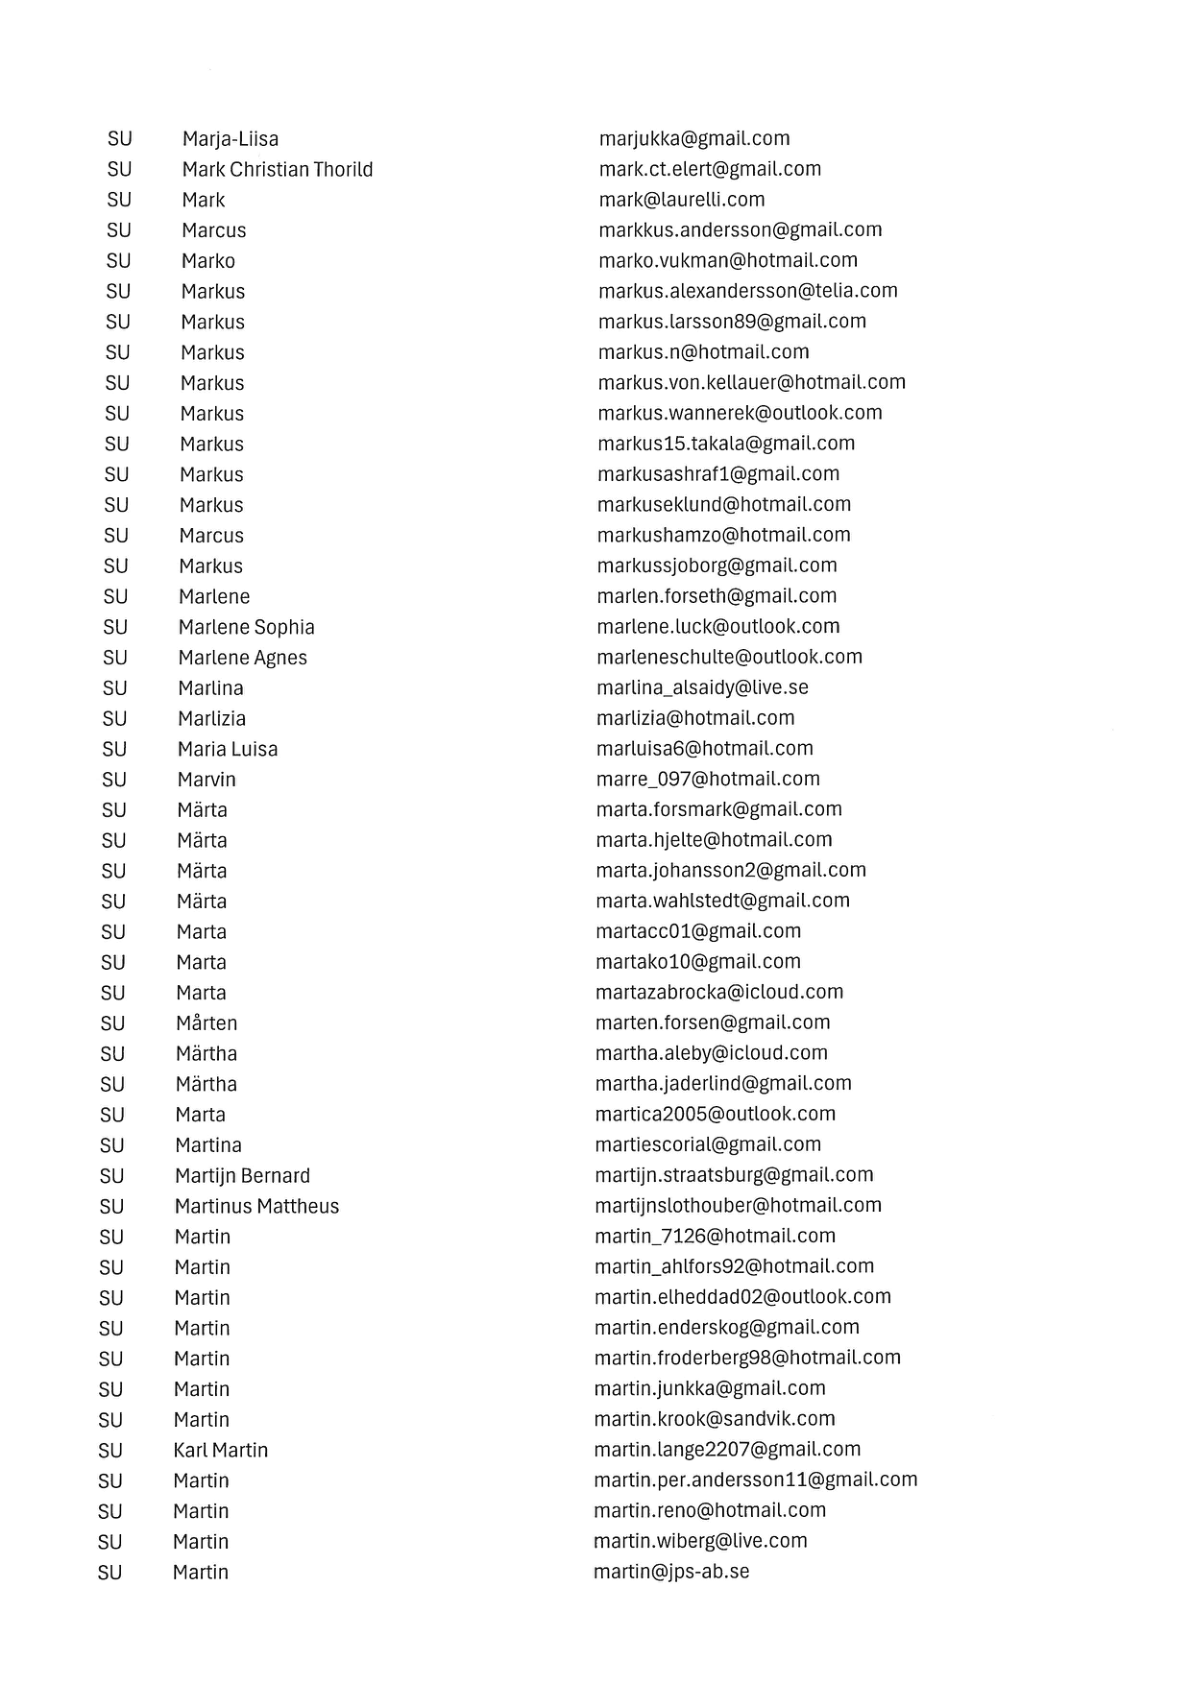 SU Marja-Liisa marjukka@gmail.com
SU Mark Christian Thorild mark.ct.elert@gmail.com
SU Mark mark@laurelli.com
SU Marcus markkus.andersson@gmail.com
SU Marko marko.vukman@hotmail.com
SU Markus markus.alexandersson@telia.com
SU Markus markus.larsson89@gmail.com
SU Markus markus.n@hotmail.com
SU Markus markus.von.kellauer@hotmail.com
SU Markus markus.wannerek@outlook.com
SU Markus markus15.takala@gmail.com
SU Markus markusashraf1@gmail.com
SU Markus markuseklund@hotmail.com
SU Marcus markushamzo@hotmail.com
SU Markus markussjoborg@gmail.com
SU Marlene marlen.forseth@gmail.com
SU Marlene Sophia marlene.luck@outlook.com
SU Marlene Agnes marleneschulte@outlook.com
SU Marlina marlina_alsaidy@live.se
SU Marlizia marlizia@hotmail.com
SU Maria Luisa marluisa6@hotmail.com
SU Marvin marre_097@hotmail.com
SU Märta marta.forsmark@gmail.com
SU Märta marta.hjelte@hotmail.com
SU Märta marta.johansson2@gmail.com
SU Märta marta.wahlstedt@gmail.com
SU Marta martacc01@gmail.com
SU Marta martako10@gmail.com
SU Marta martazabrocka@icloud.com
SU Mårten marten.forsen@gmail.com
SU Märtha martha.aleby@icloud.com
SU Märtha martha.jaderlind@gmail.com
SU Marta martica2005@outlook.com
SU Martina martiescorial@gmail.com
SU Martijn Bernard martijn.straatsburg@gmail.com
SU Martinus Mattheus martijnslothouber@hotmail.com
SU Martin martin_7126@hotmail.com
SU Martin martin_ahlfors92@hotmail.com
SU Martin martin.elheddad02@outlook.com
SU Martin martin.enderskog@gmail.com
SU Martin martin.froderberg98@hotmail.com
SU Martin martin.junkka@gmail.com
SU Martin martin.krook@sandvik.com
SU Karl Martin martin.lange2207@gmail.com
SU Martin martin.per.andersson11@gmail.com
SU Martin martin.reno@hotmail.com
SU Martin martin.wiberg@live.com
SU Martin martin@jps-ab.se